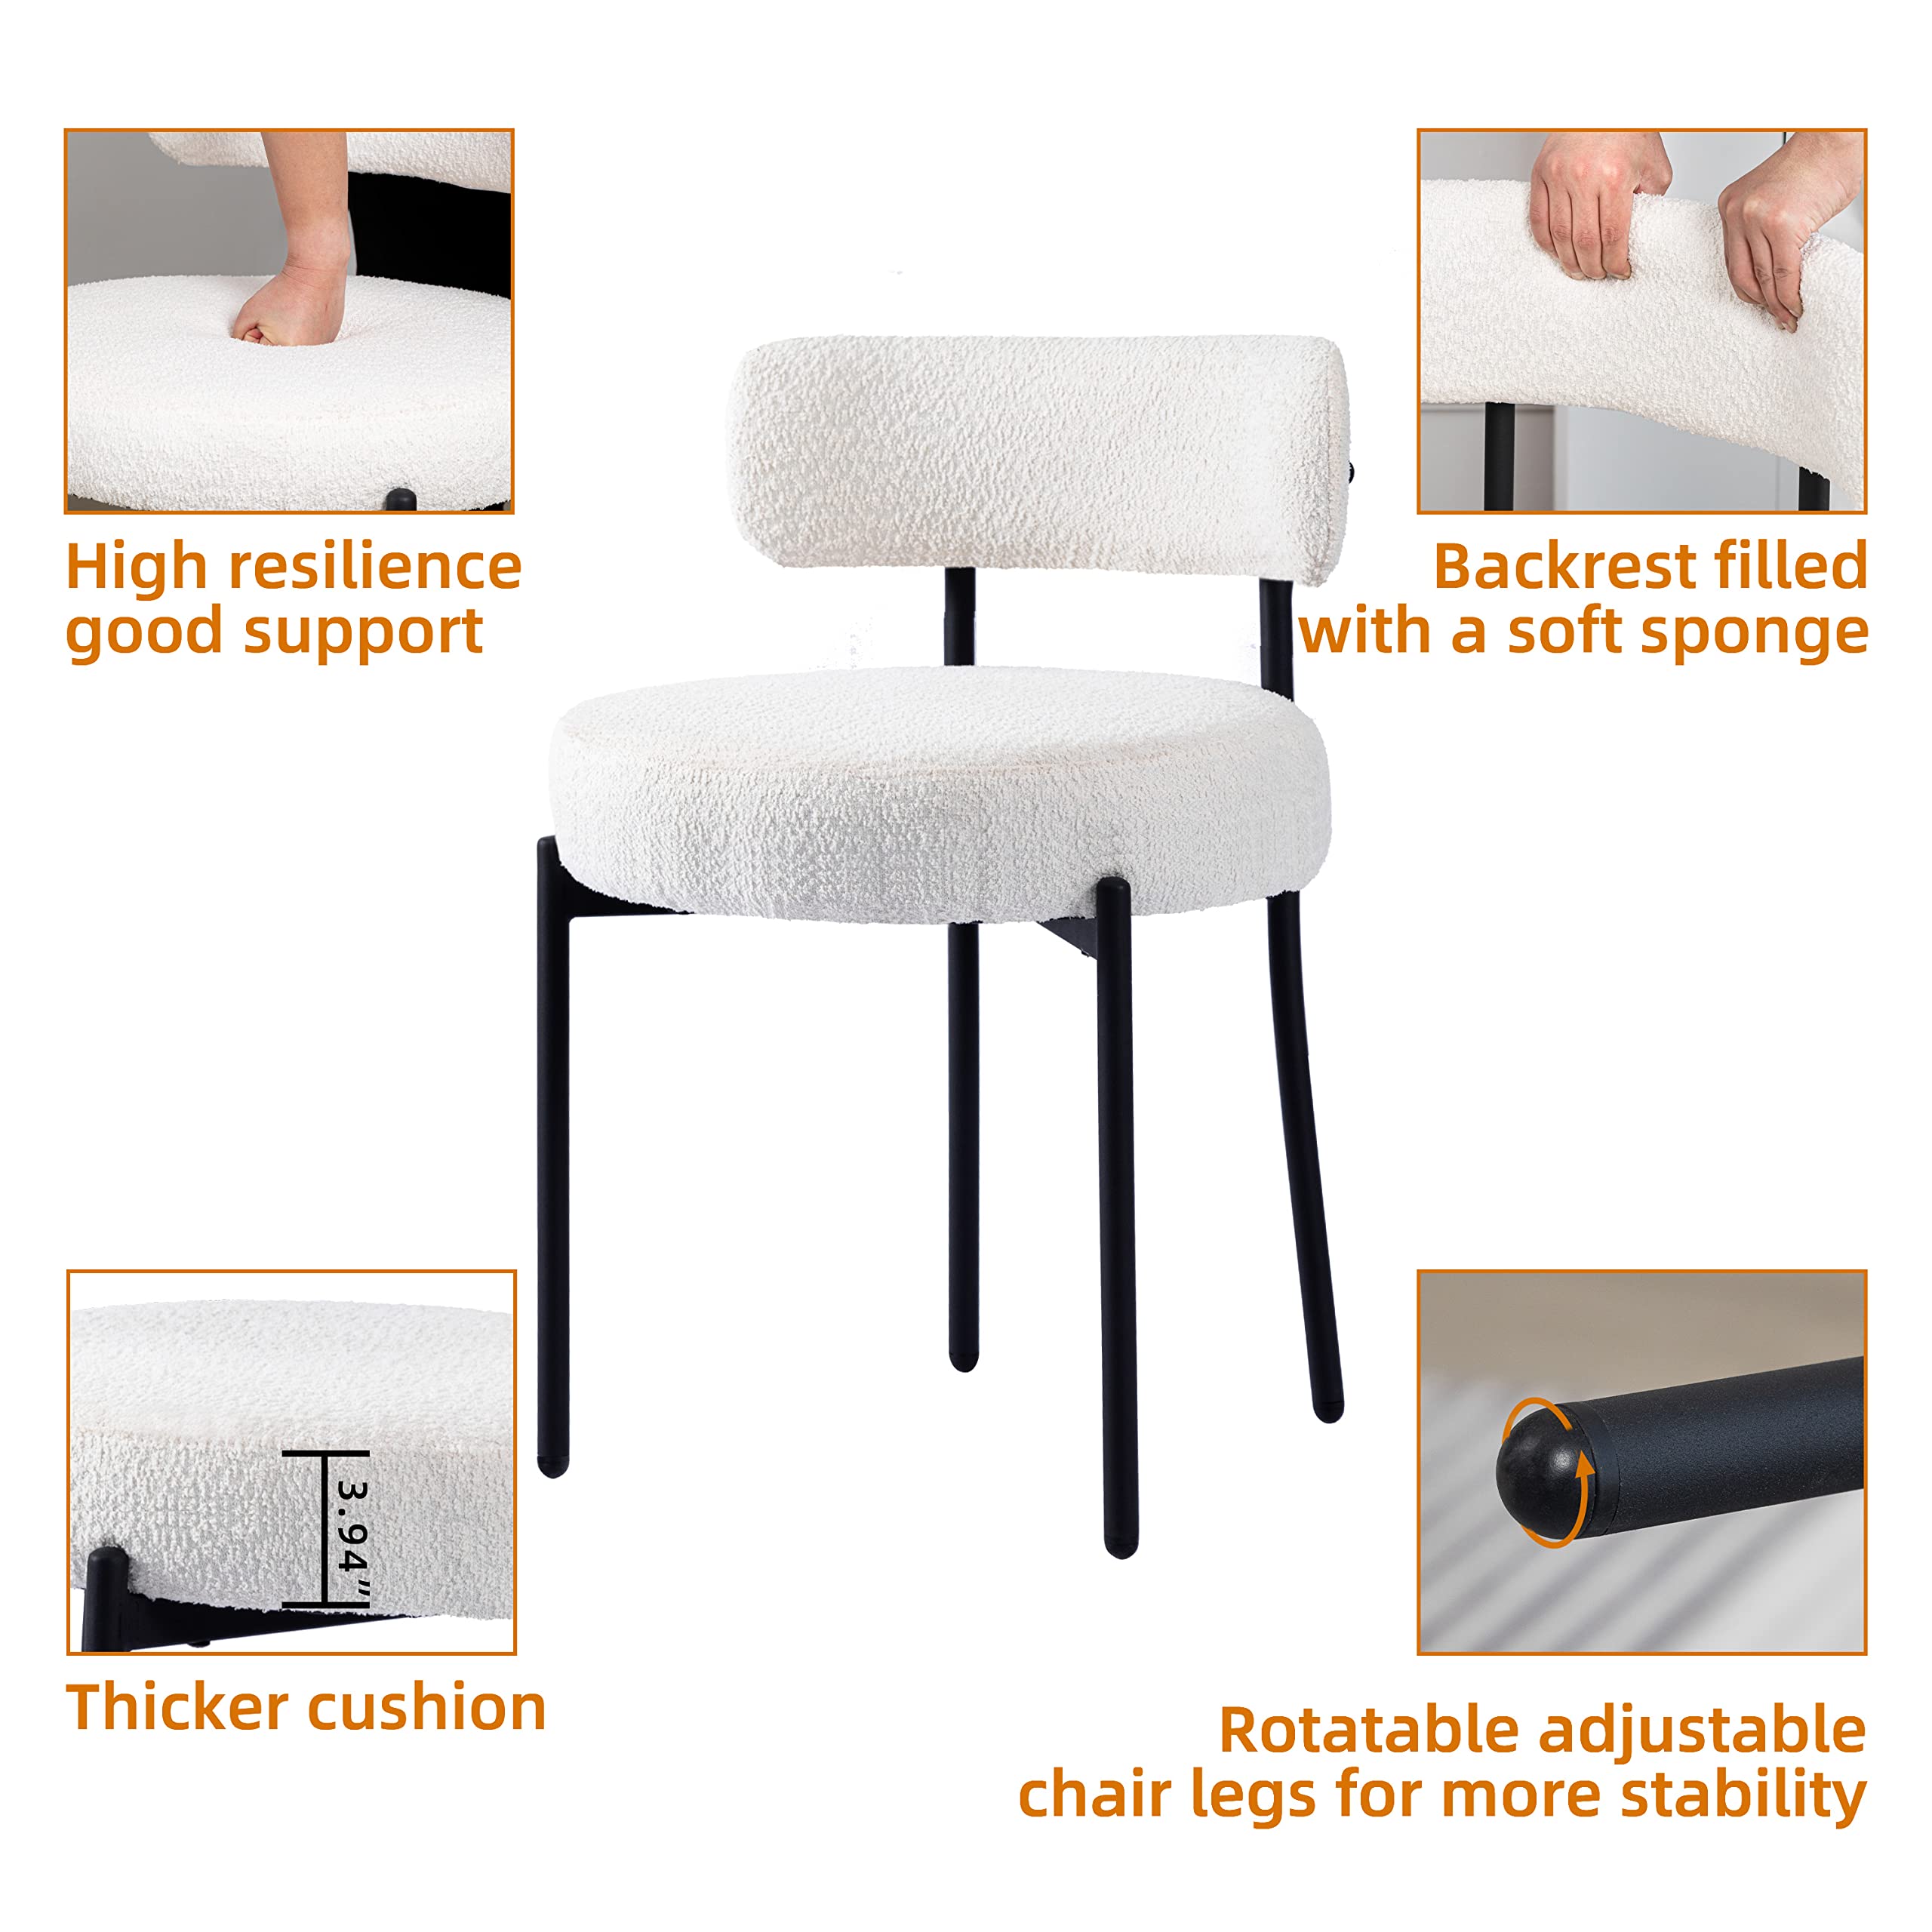 High resilience
good support
Backrest filled
with a soft sponge
3.94"
Thicker cushion
Rotatable adjustable
chair legs for more stability